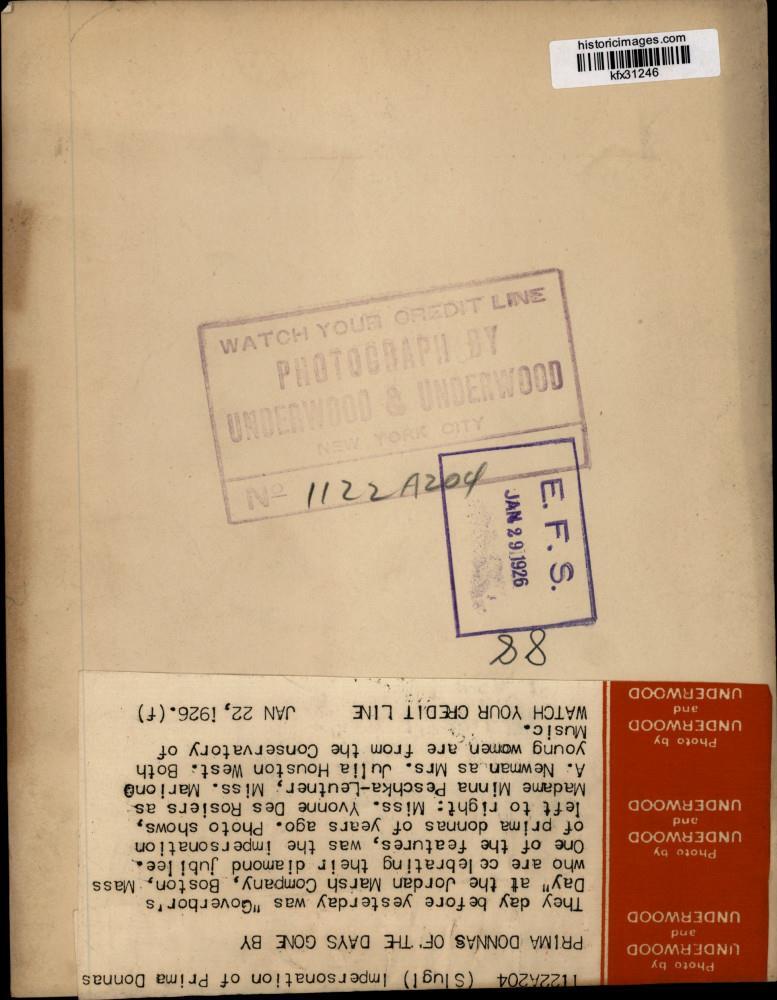 historicimages.com
kfx31246
WATCH YOUR CREDIT LINE
PHOTOGRAPH BY
UNDERWOOD & UNDERWOOD
NEW YORK CITY
No 1122A204
E. F. S.
JAN 29 1926
88
1122A204 (Slug!) Impersonation of Prima Donnas
PRIMA DONNAS OF THE DAYS GONE BY
They day before yesterday was "Goverbor's
Day" at the Jordan Marsh Company, Boston, Mass
who are celebrating their diamond jubilee.
One of the features, was the impersonation
of prima donnas of years ago. Photo shows,
left to right: Miss. Yvonne Des Rosiers as
Madame Minna Peschka-Leutner; Miss. Marion
A. Newman as Mrs. Julia Houston West. Both
young women are from the Conservatory of
Music.
WATCH YOUR CREDIT LINE JAN 22, 1926.(f)
Photo by
UNDERWOOD
and
UNDERWOOD
Photo by
UNDERWOOD
and
UNDERWOOD
Photo by
UNDERWOOD
and
UNDERWOOD